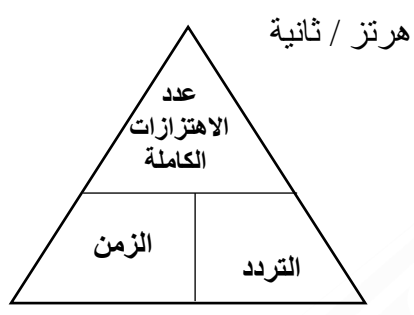 هرتز / ثانية
عدد
الاهتزازات
الكاملة
الزمن
التردد